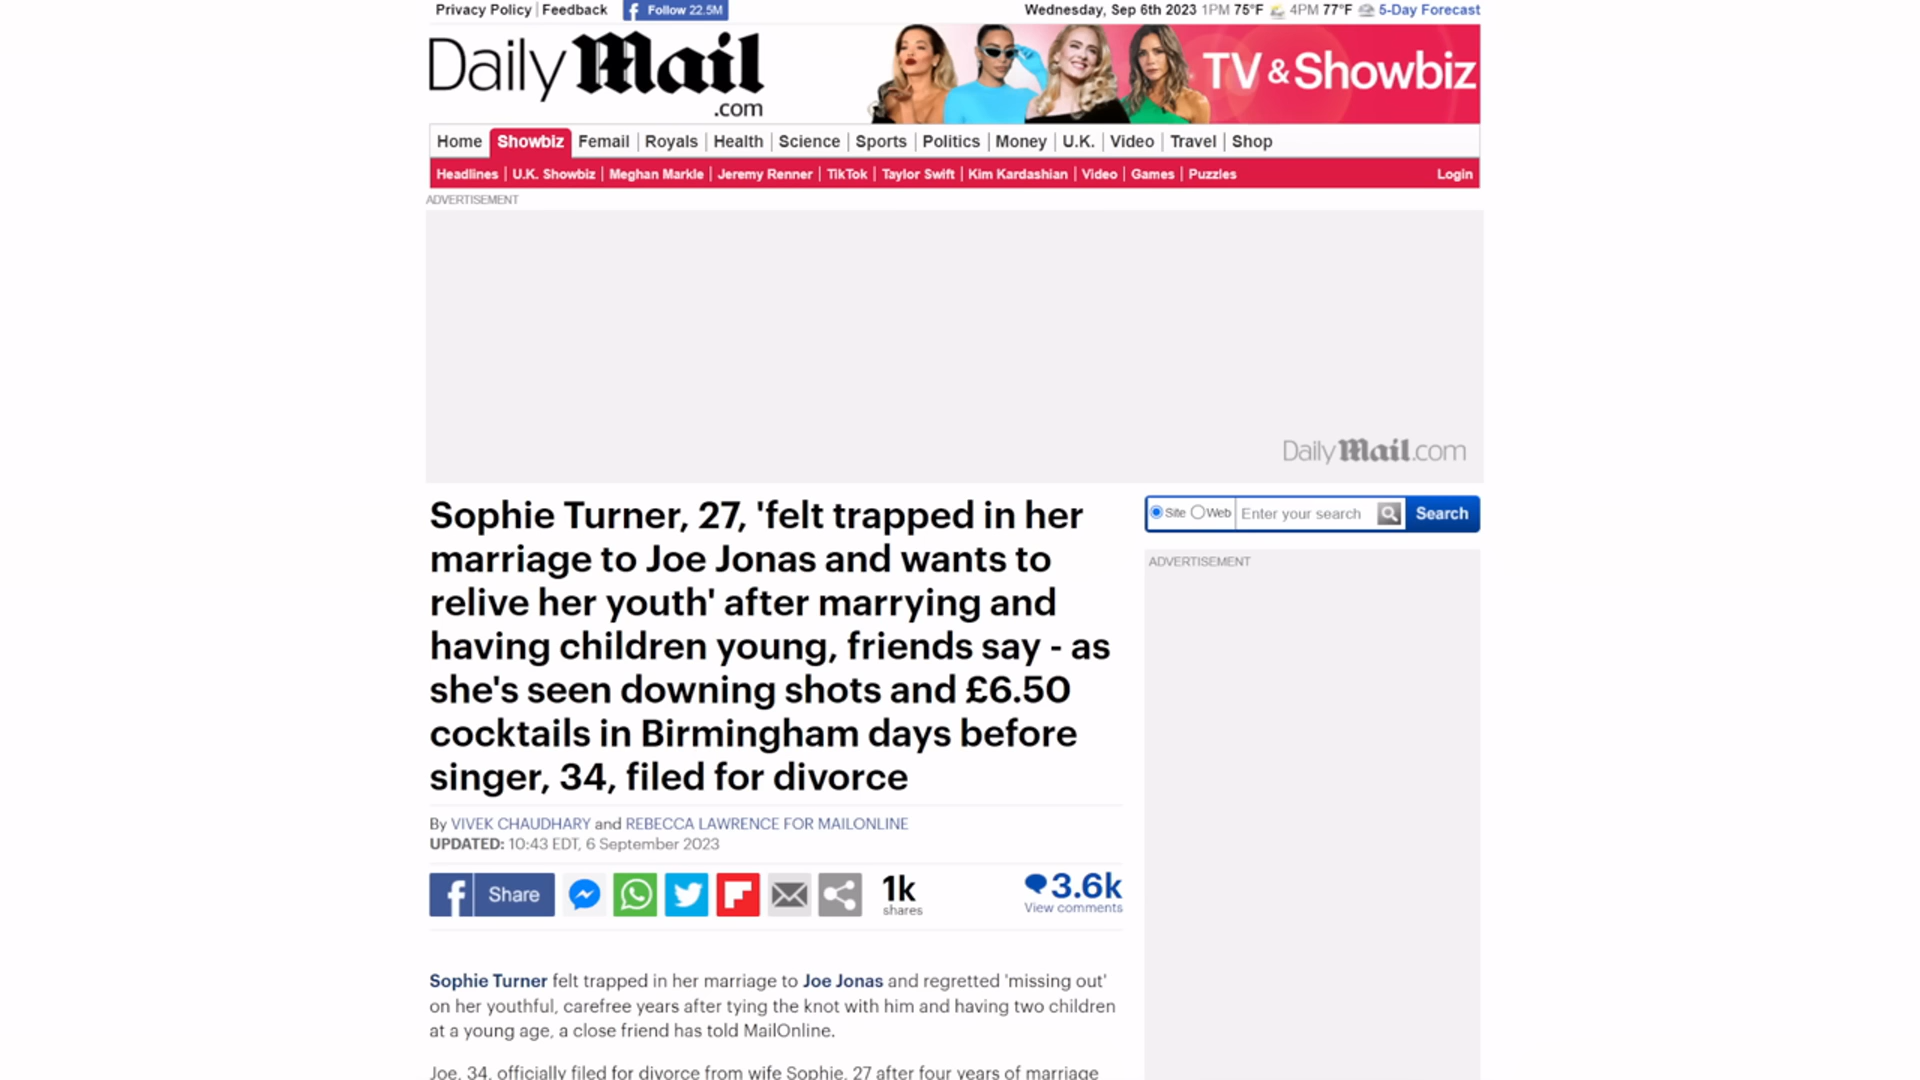 Privacy Policy Feedback Follow 22.5M Wednesday, Sep 6th 2023 1PM 75°F 4PM 77°F 5-Day Forecast
Daily Mail
.com
TV & Showbiz
Home Showbiz Femail Royals Health Science Sports Politics Money U.K. Video Travel Shop
Headlines U.K. Showbiz Meghan Markle Jeremy Renner TikTok Taylor Swift Kim Kardashian Video Games Puzzles Login
ADVERTISEMENT
Daily Mail.com
Sophie Turner, 27, 'felt trapped in her
marriage to Joe Jonas and wants to
relive her youth' after marrying and
having children young, friends say - as
she's seen downing shots and £6.50
cocktails in Birmingham days before
singer, 34, filed for divorce
Site Web Enter your search Search
ADVERTISEMENT
By VIVEK CHAUDHARY and REBECCA LAWRENCE FOR MAILONLINE
UPDATED: 10:43 EDT, 6 September 2023
Share 1k shares 3.6k View comments
Sophie Turner felt trapped in her marriage to Joe Jonas and regretted 'missing out'
on her youthful, carefree years after tying the knot with him and having two children
at a young age, a close friend has told MailOnline.
Joe, 34, officially filed for divorce from wife Sophie, 27 after four years of marriage